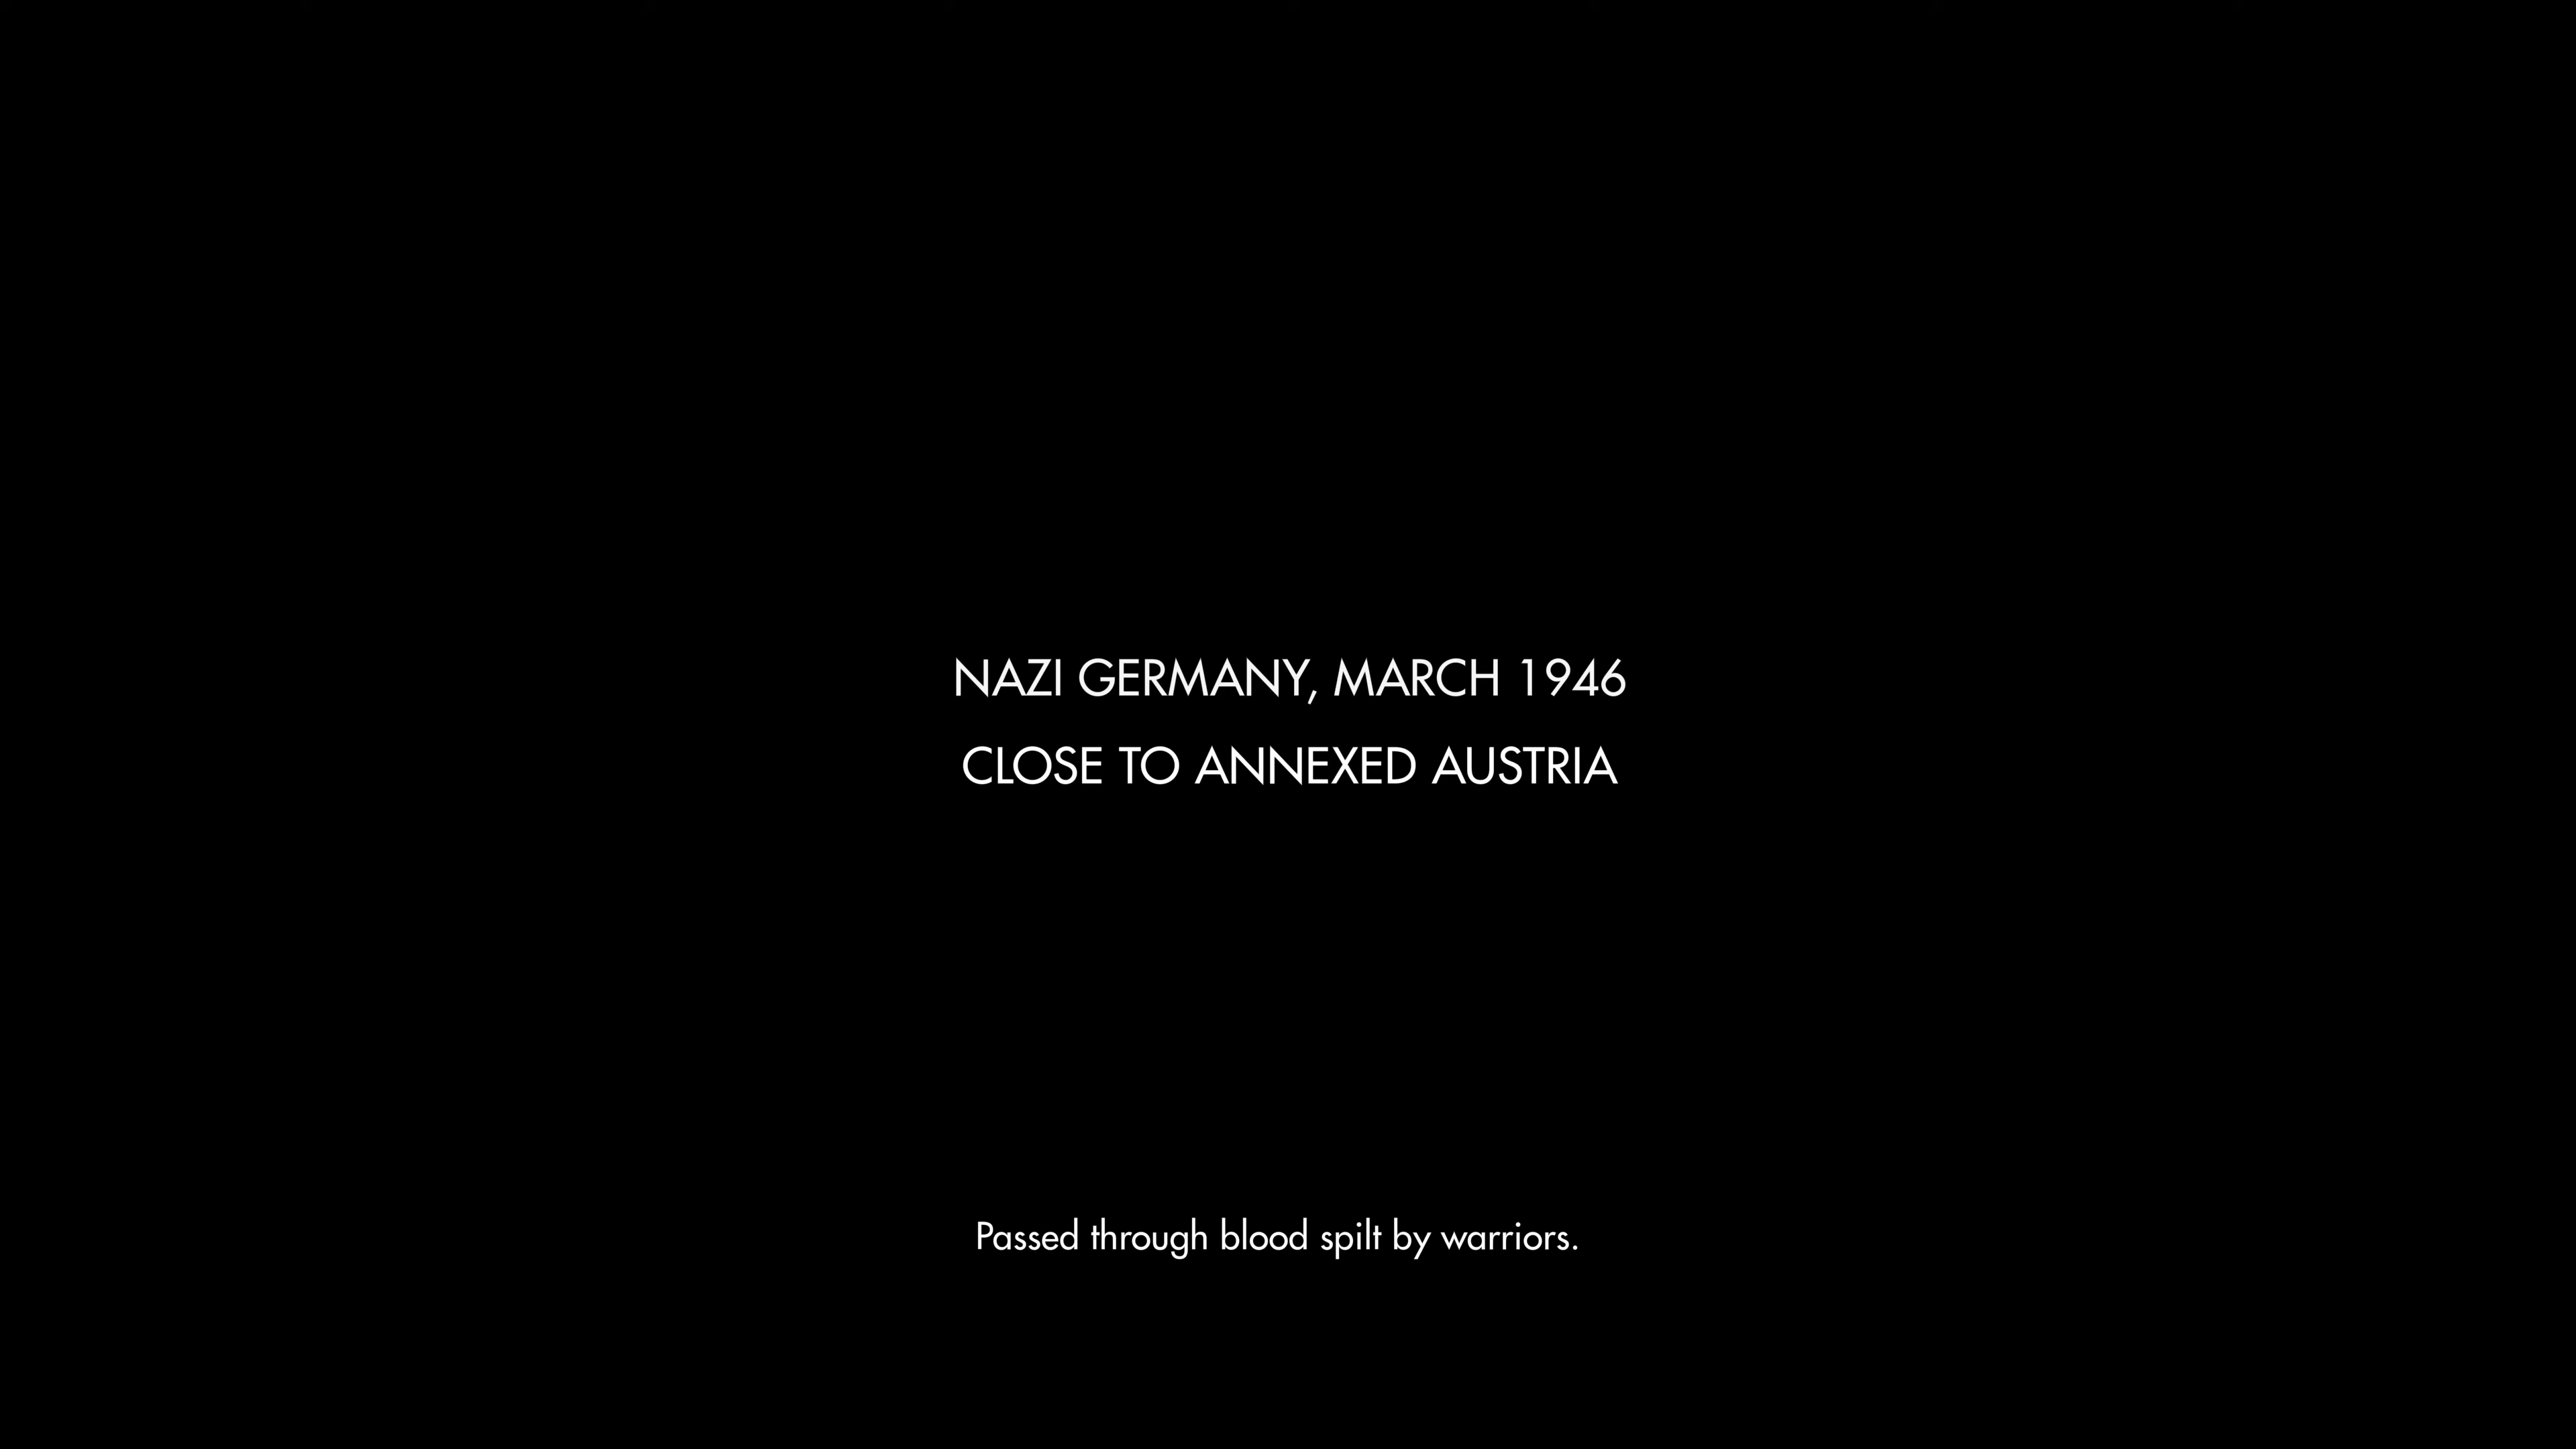 NAZI GERMANY, MARCH 1946
CLOSE TO ANNEXED AUSTRIA
Passed through blood spilt by warriors.